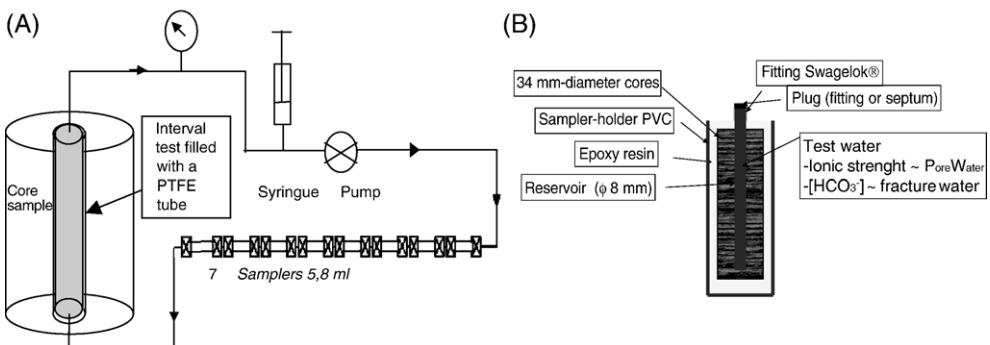 (A)
Core
sample
Interval
test filled
with a
PTFE
tube
Syringue
Pump
7 Samplers 5,8 ml
(B)
34 mm-diameter cores
Sampler-holder PVC
Epoxy resin
Reservoir (ϕ 8 mm)
Fitting Swagelok®
Plug (fitting or septum)
Test water
-Ionic strenght ~ PoreWater
-[HCO3-] ~ fracture water